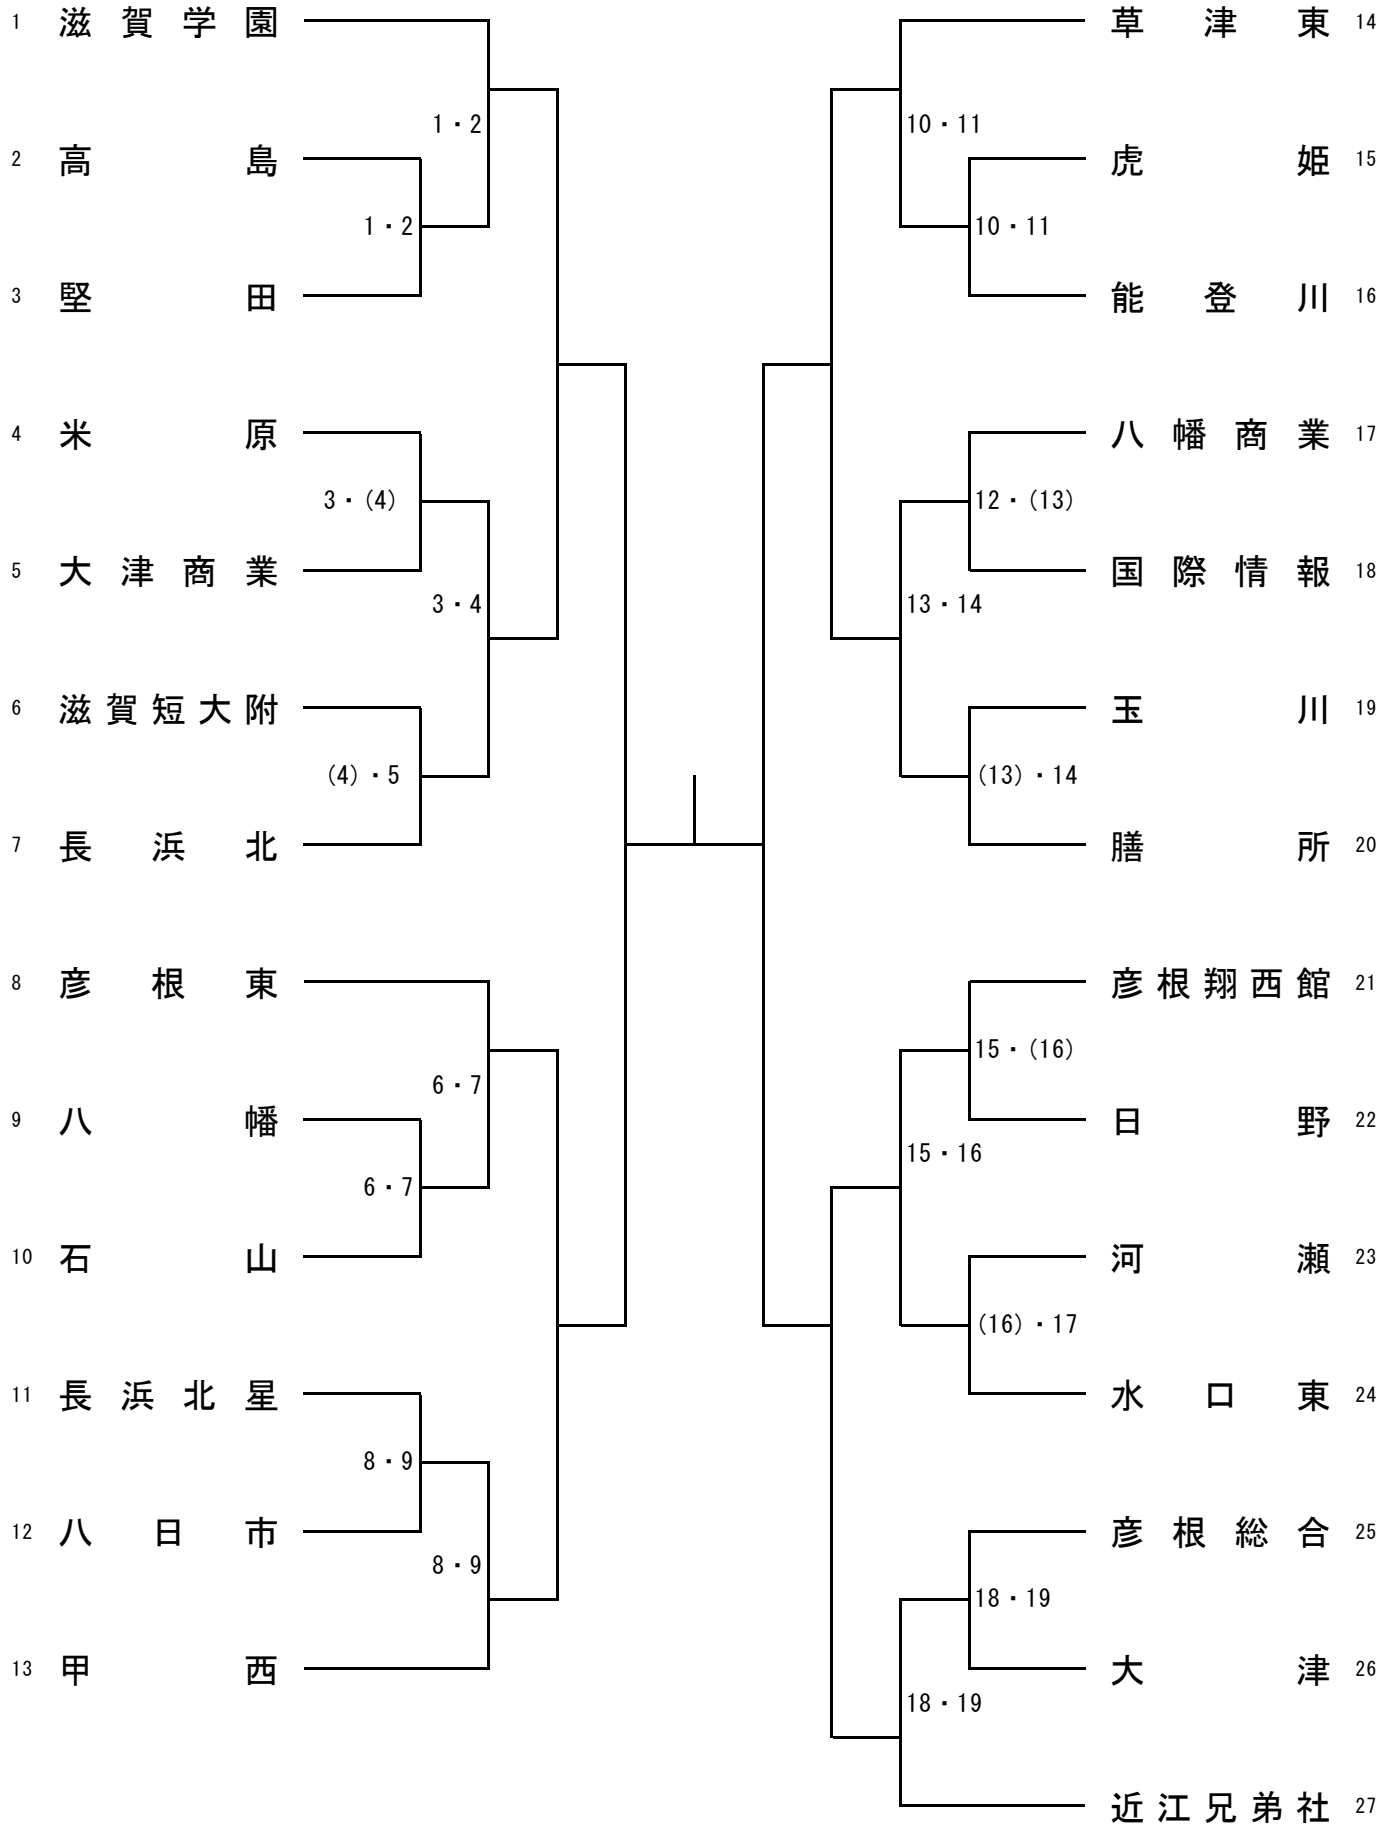 1 滋賀学園
1・2
2 高島
1・2
3 堅田
4 米原
3・(4)
5 大津商業
3・4
6 滋賀短大附
(4)・5
7 長浜北
8 彦根東
6・7
9 八幡
6・7
10 石山
11 長浜北星
8・9
12 八日市
8・9
13 甲西
草津東 14
10・11
虎姫 15
10・11
能登川 16
八幡商業 17
12・(13)
国際情報 18
13・14
玉川 19
(13)・14
膳所 20
彦根翔西館 21
15・(16)
日野 22
15・16
河瀬 23
(16)・17
水口東 24
彦根総合 25
18・19
大津 26
18・19
近江兄弟社 27